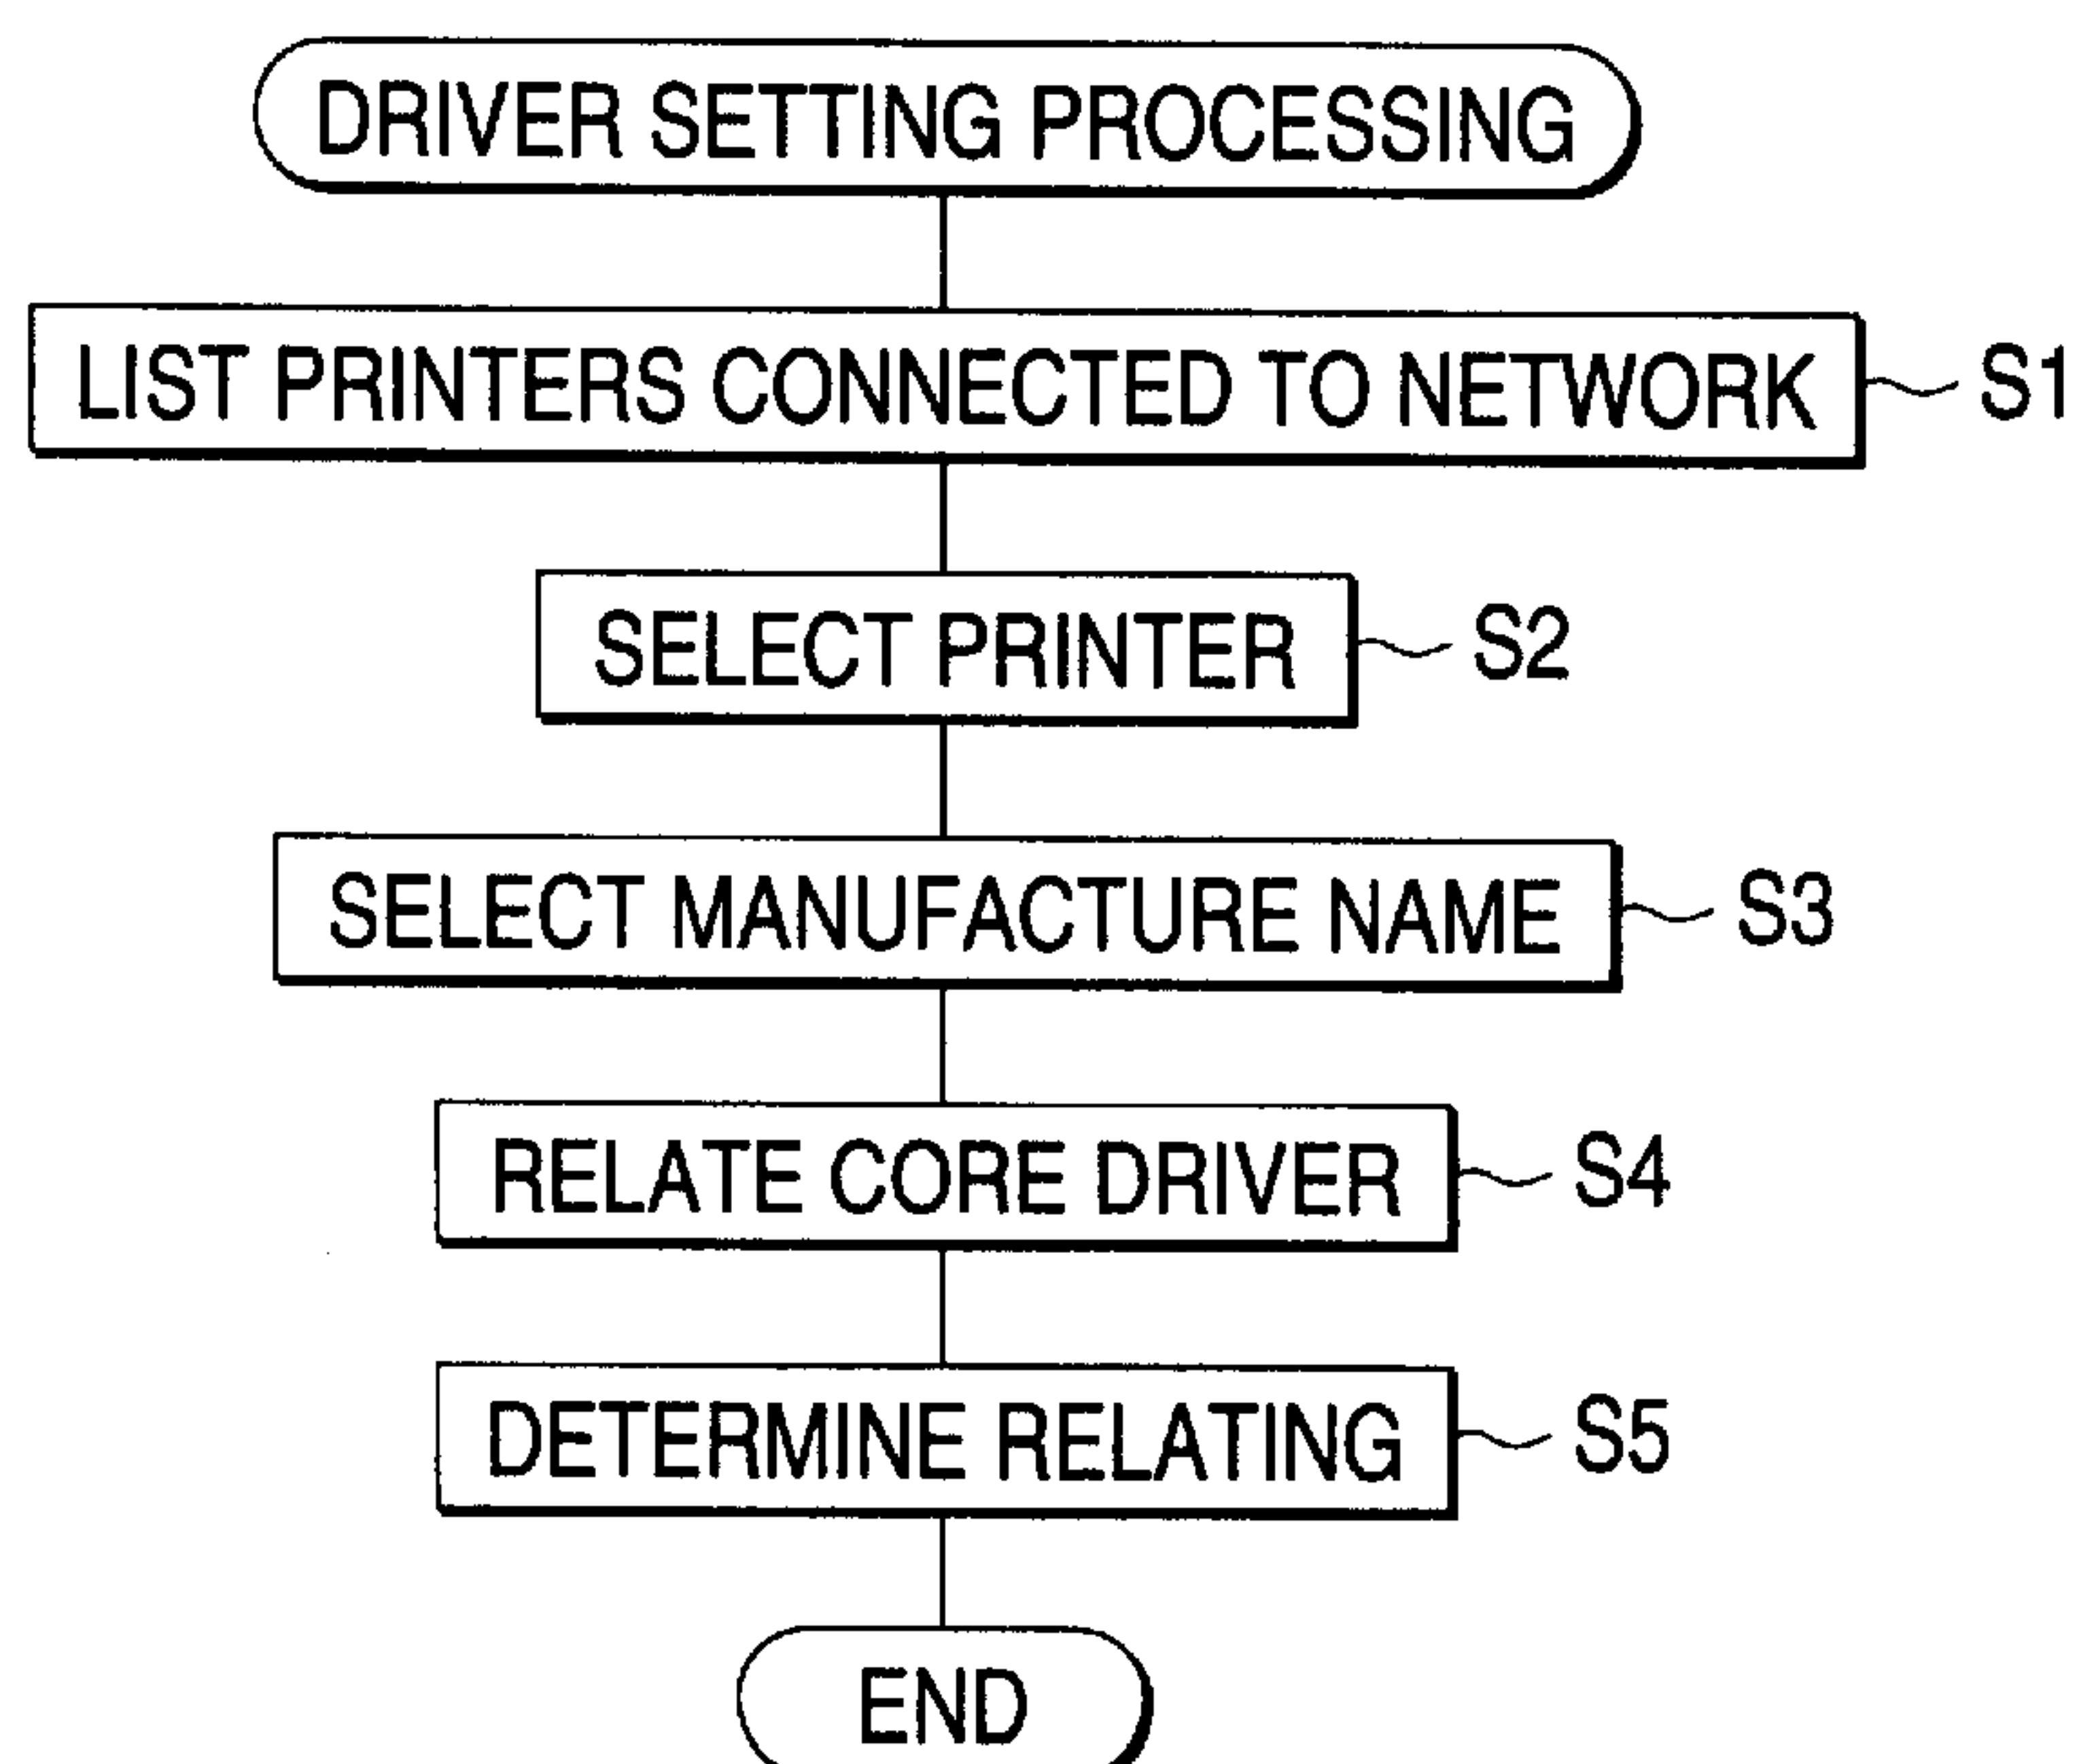 DRIVER SETTING PROCESSING
LIST PRINTERS CONNECTED TO NETWORK S1
SELECT PRINTER S2
SELECT MANUFACTURE NAME S3
RELATE CORE DRIVER S4
DETERMINE RELATING S5
END